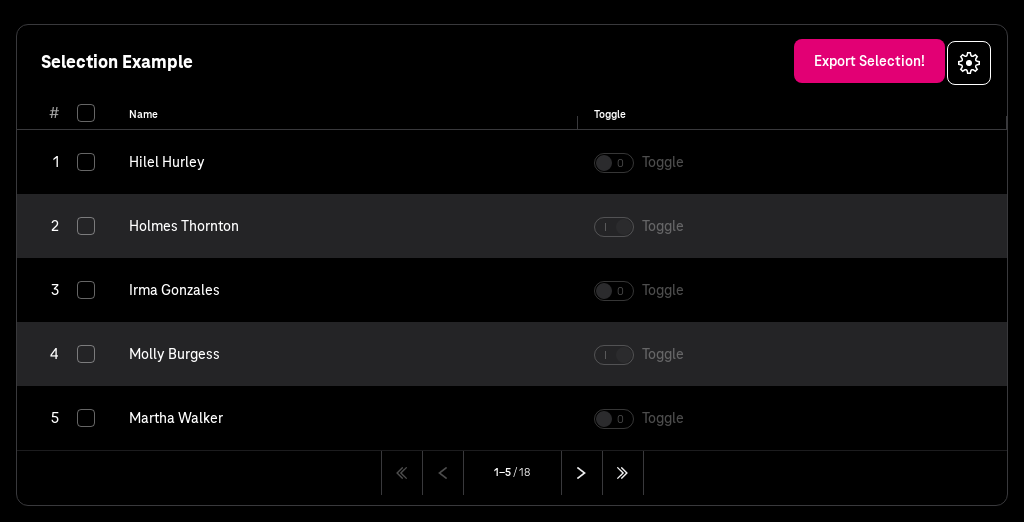 Selection Example
Export Selection!
# Name Toggle
1 Hilel Hurley 0 Toggle
2 Holmes Thornton I Toggle
3 Irma Gonzales 0 Toggle
4 Molly Burgess I Toggle
5 Martha Walker 0 Toggle
1–5 / 18